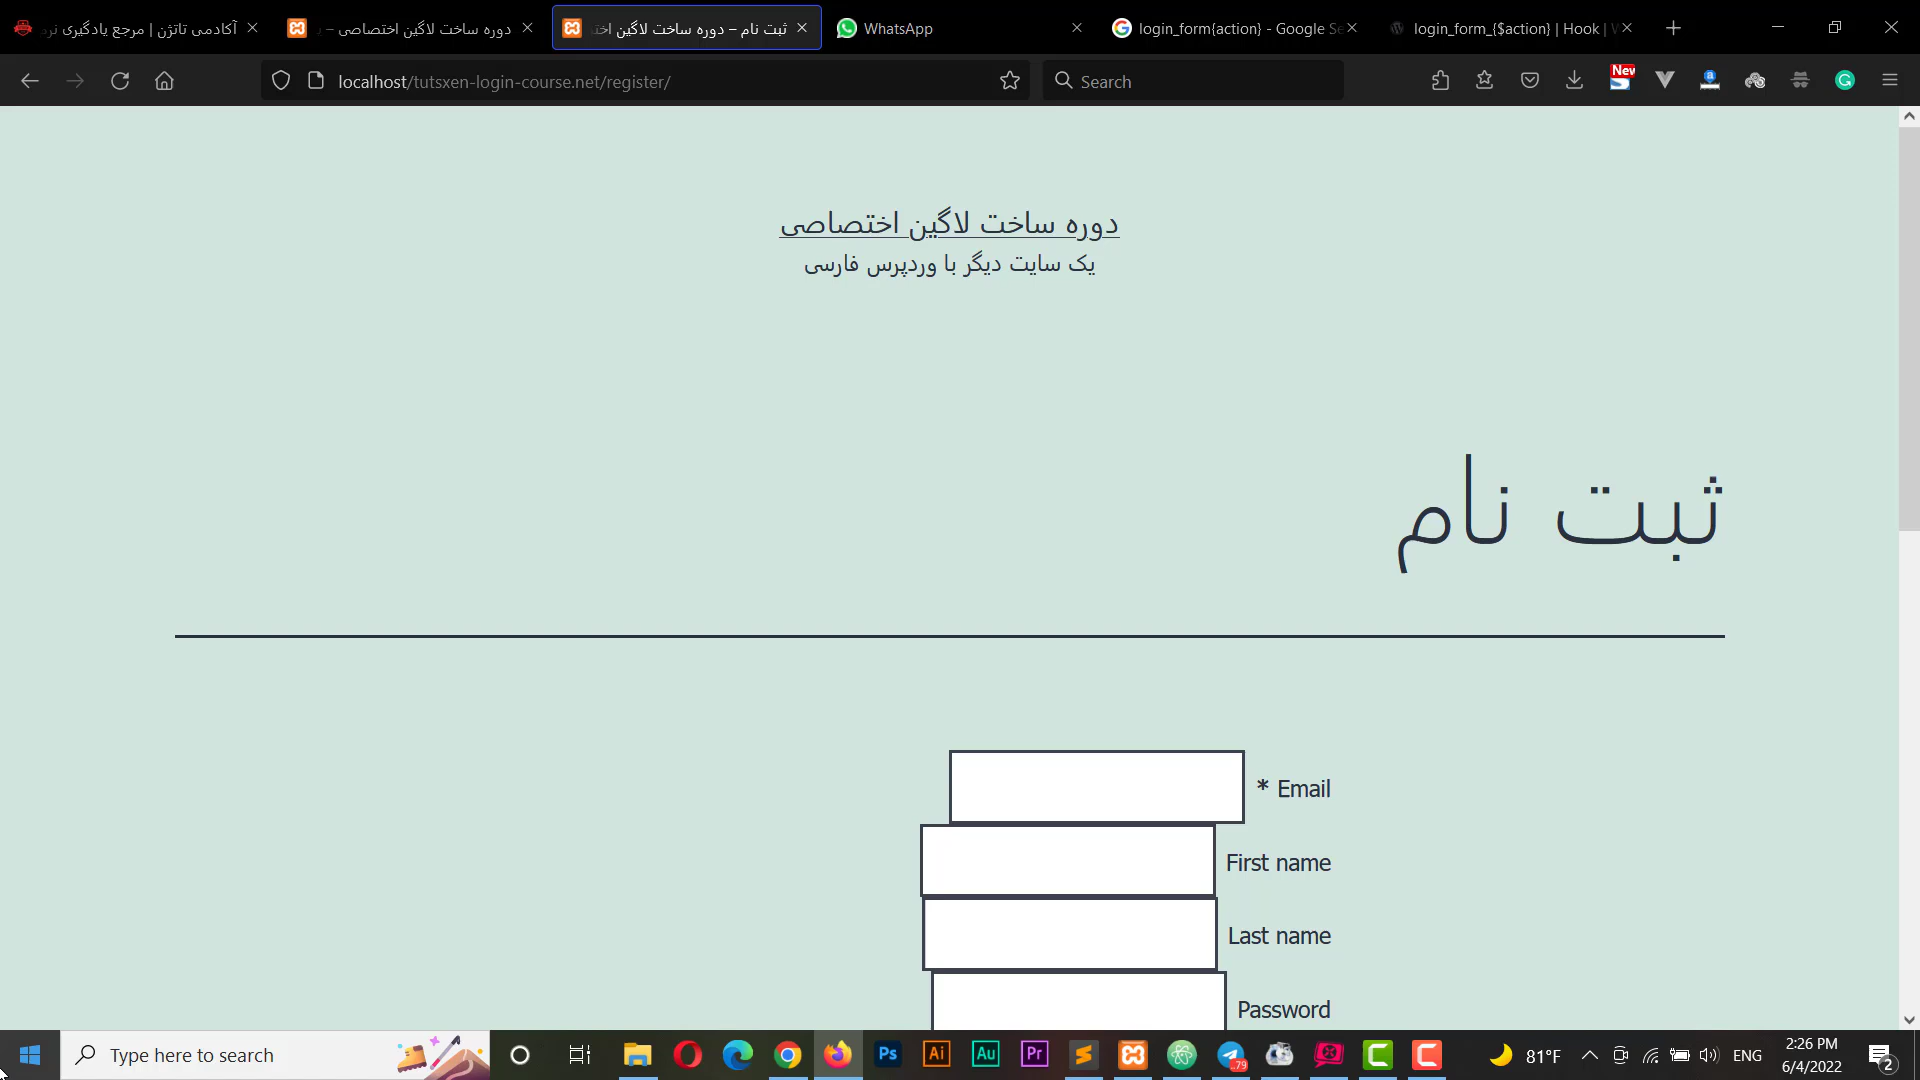 آکادمی تاتژن | مرجع یادگیری نرم
دوره ساخت لاگین اختصاصی –
ثبت نام – دوره ساخت لاگین اخت
WhatsApp
login_form{action} - Google Se
login_form_{$action} | Hook | W
localhost/tutsxen-login-course.net/register/
Search
New
دوره ساخت لاگین اختصاصی
یک سایت دیگر با وردپرس فارسی
ثبت نام
* Email
First name
Last name
Password
Type here to search
Ps
Ai
Au
Pr
79
81°F
ENG
2:26 PM
6/4/2022
2